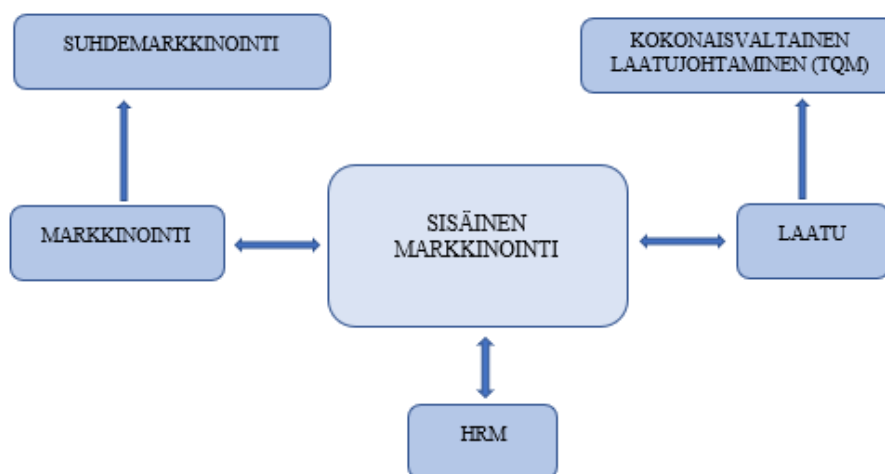 SUHDEMARKKINOINTI
KOKONAISVALTAINEN
LAATUJOHTAMINEN (TQM)
MARKKINOINTI
SISÄINEN
MARKKINOINTI
LAATU
HRM